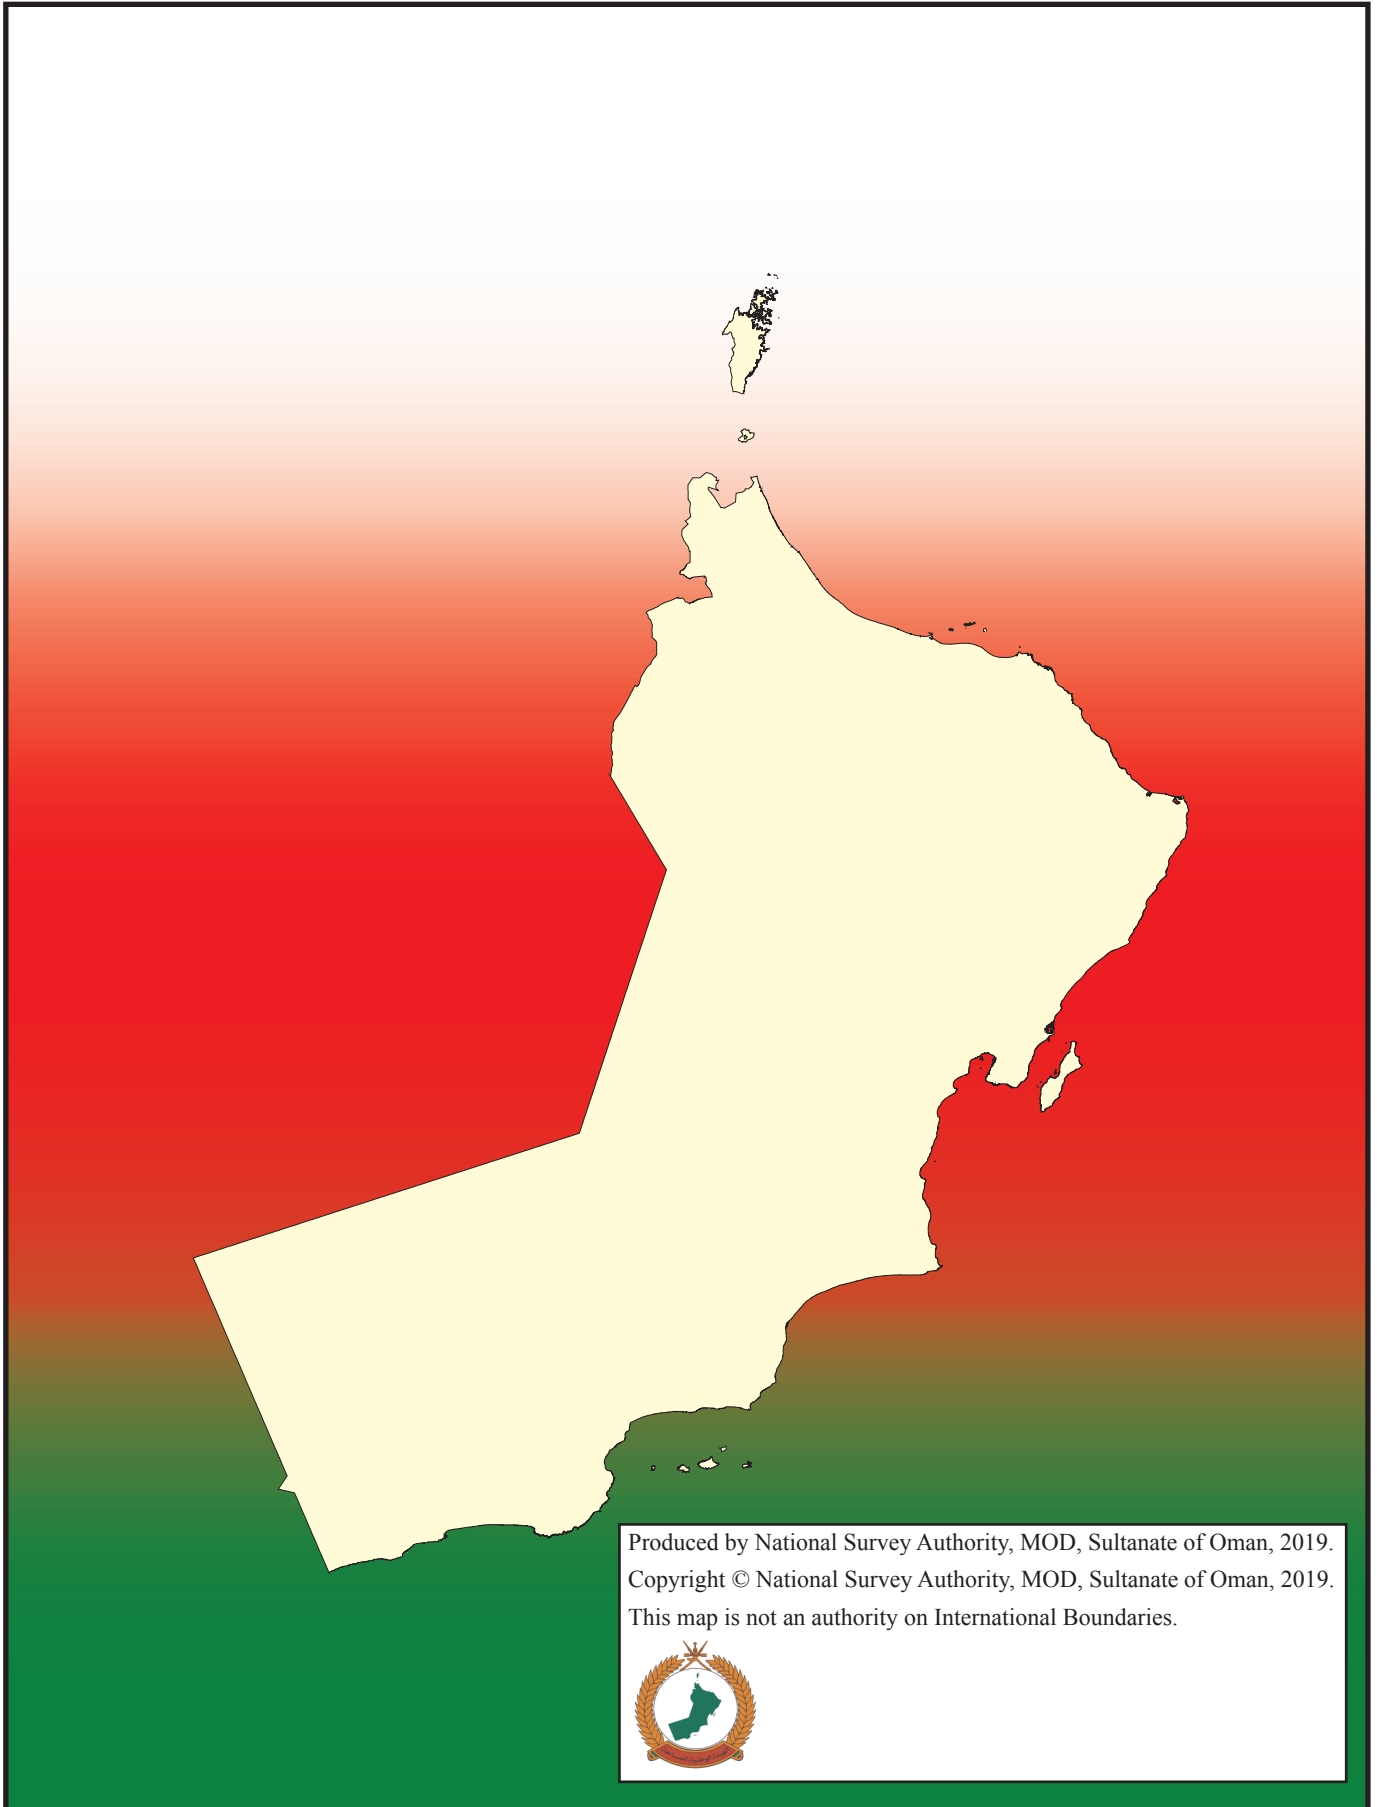 Produced by National Survey Authority, MOD, Sultanate of Oman, 2019.
Copyright © National Survey Authority, MOD, Sultanate of Oman, 2019.
This map is not an authority on International Boundaries.